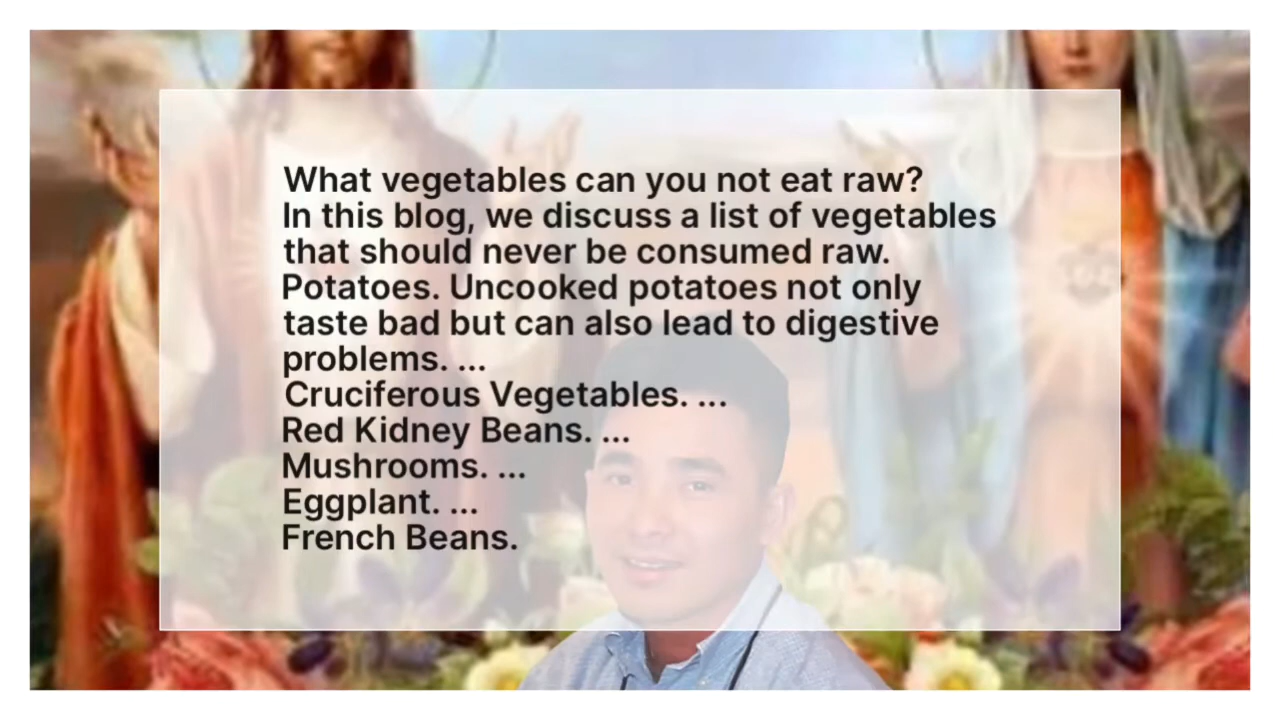 What vegetables can you not eat raw?
In this blog, we discuss a list of vegetables
that should never be consumed raw.
Potatoes. Uncooked potatoes not only
taste bad but can also lead to digestive
problems. ...
Cruciferous Vegetables. ...
Red Kidney Beans. ...
Mushrooms. ...
Eggplant. ...
French Beans.